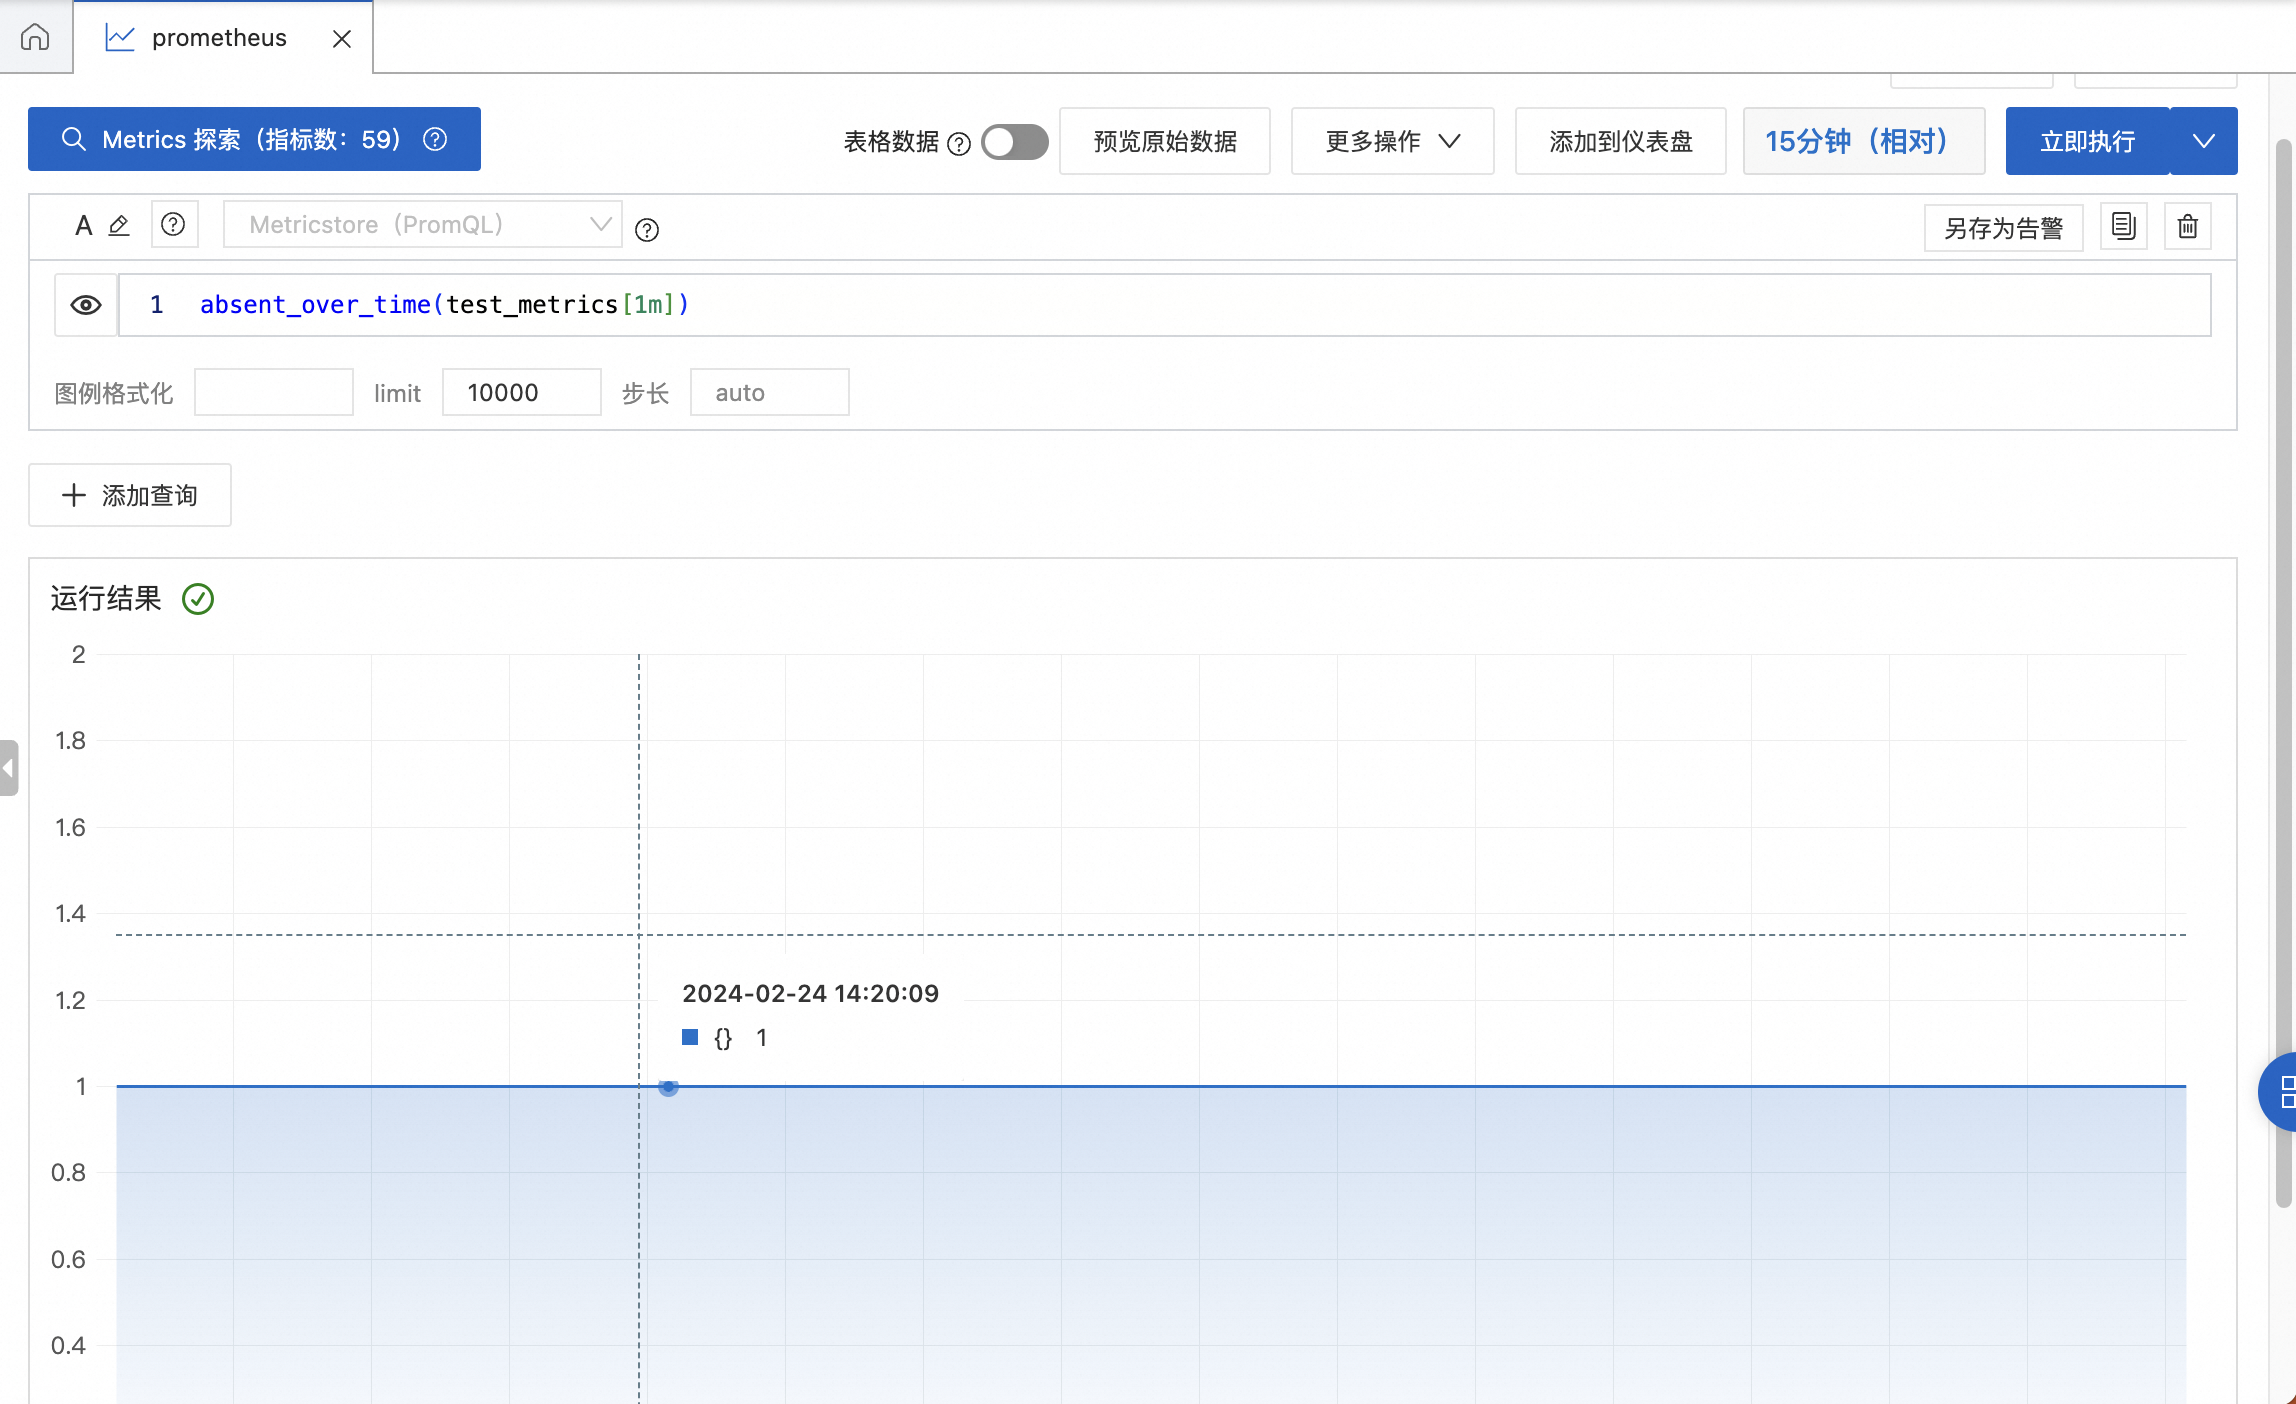 prometheus
Metrics 探索（指标数：59）
表格数据
预览原始数据
更多操作
添加到仪表盘
15分钟（相对）
立即执行
A
Metricstore（PromQL）
另存为告警
1 absent_over_time(test_metrics[1m])
图例格式化
limit 10000
步长 auto
添加查询
运行结果
2
1.8
1.6
1.4
1.2
2024-02-24 14:20:09
{} 1
1
0.8
0.6
0.4